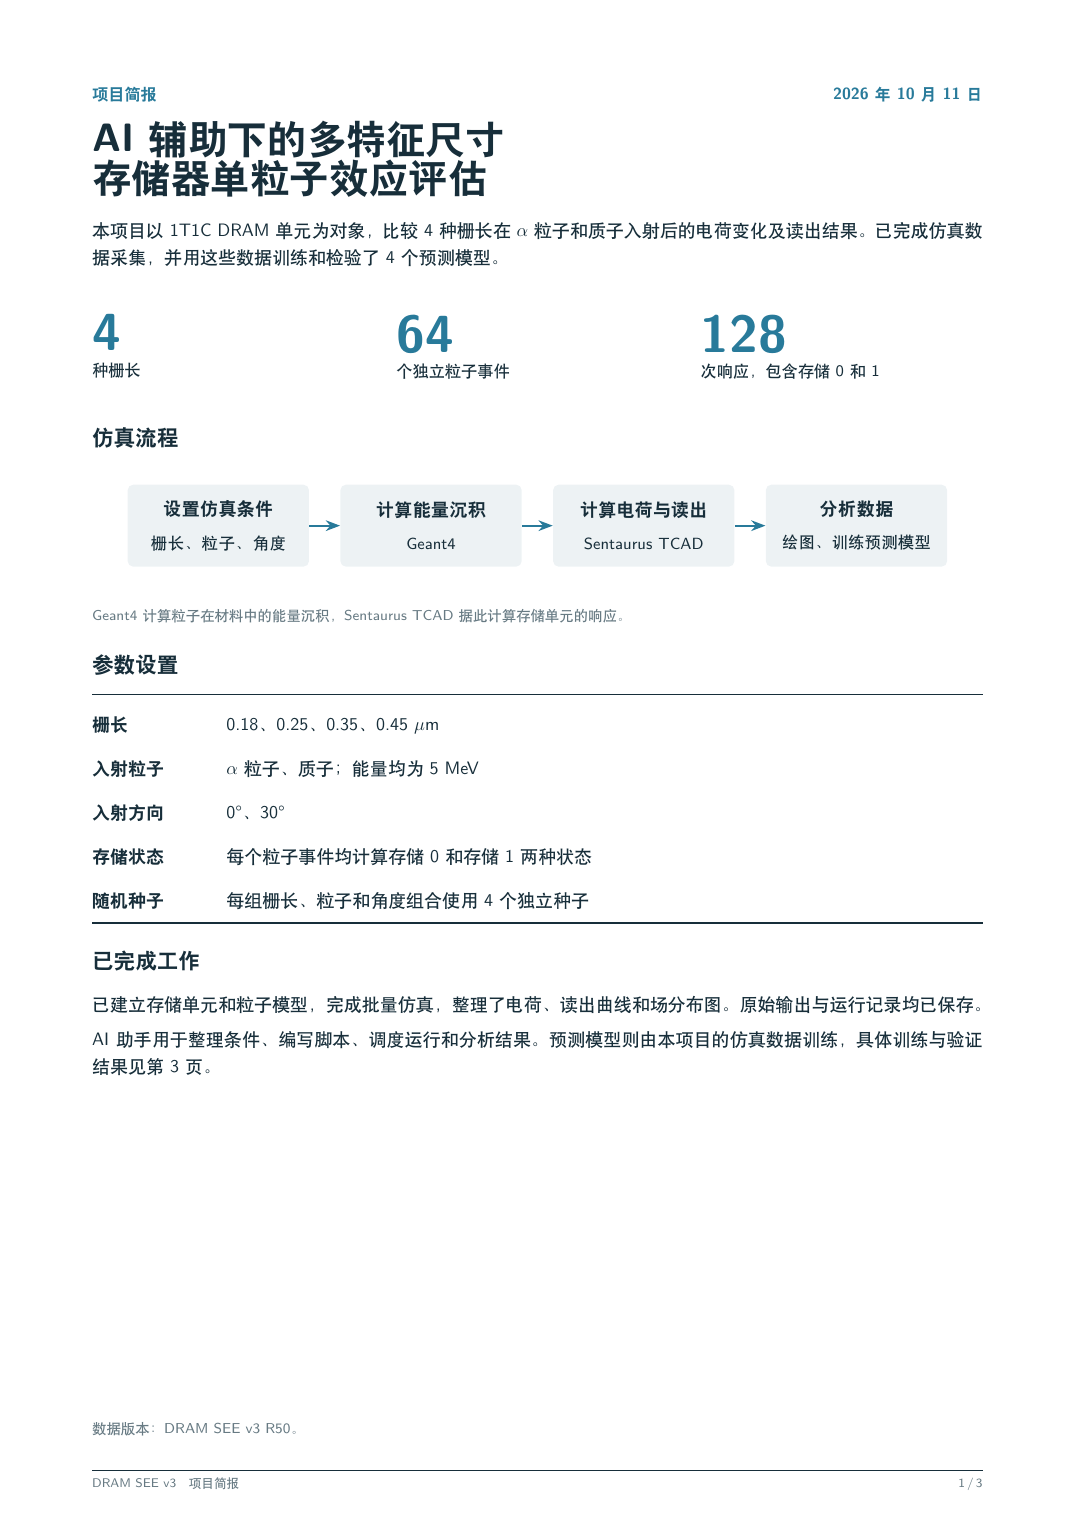 项目简报
2026 年 10 月 11 日
AI 辅助下的多特征尺寸
存储器单粒子效应评估
本项目以 1T1C DRAM 单元为对象，比较 4 种栅长在 α 粒子和质子入射后的电荷变化及读出结果。已完成仿真数
据采集，并用这些数据训练和检验了 4 个预测模型。
4
64
128
种栅长
个独立粒子事件
次响应，包含存储 0 和 1
仿真流程
设置仿真条件
栅长、粒子、角度
计算能量沉积
Geant4
计算电荷与读出
Sentaurus TCAD
分析数据
绘图、训练预测模型
Geant4 计算粒子在材料中的能量沉积，Sentaurus TCAD 据此计算存储单元的响应。
参数设置
栅长 0.18、0.25、0.35、0.45 μm
入射粒子 α 粒子、质子；能量均为 5 MeV
入射方向 0°、30°
存储状态 每个粒子事件均计算存储 0 和存储 1 两种状态
随机种子 每组栅长、粒子和角度组合使用 4 个独立种子
已完成工作
已建立存储单元和粒子模型，完成批量仿真，整理了电荷、读出曲线和场分布图。原始输出与运行记录均已保存。
AI 助手用于整理条件、编写脚本、调度运行和分析结果。预测模型则由本项目的仿真数据训练，具体训练与验证
结果见第 3 页。
数据版本：DRAM SEE v3 R50。
DRAM SEE v3 项目简报
1 / 3